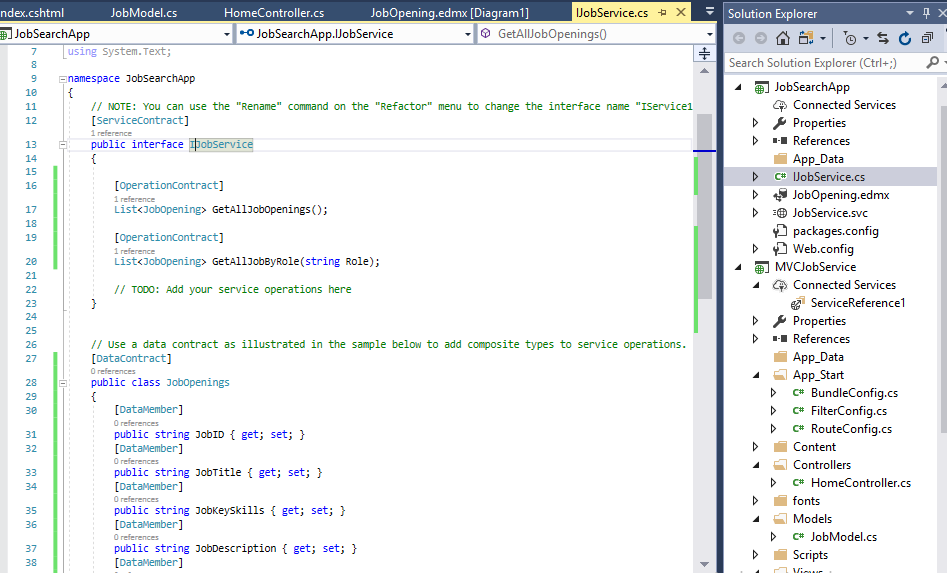 ndex.cshtml JobModel.cs HomeController.cs JobOpening.edmx [Diagram1] IJobService.cs
JobSearchApp JobSearchApp.IJobService GetAllJobOpenings()
7 using System.Text;
8
9 namespace JobSearchApp
10 {
11 // NOTE: You can use the "Rename" command on the "Refactor" menu to change the interface name "IService1
12 [ServiceContract]
1 reference
13 public interface IJobService
14 {
15
16 [OperationContract]
1 reference
17 List<JobOpening> GetAllJobOpenings();
18
19 [OperationContract]
1 reference
20 List<JobOpening> GetAllJobByRole(string Role);
21
22 // TODO: Add your service operations here
23 }
24
25
26 // Use a data contract as illustrated in the sample below to add composite types to service operations.
27 [DataContract]
0 references
28 public class JobOpenings
29 {
30 [DataMember]
0 references
31 public string JobID { get; set; }
32 [DataMember]
0 references
33 public string JobTitle { get; set; }
34 [DataMember]
0 references
35 public string JobKeySkills { get; set; }
36 [DataMember]
0 references
37 public string JobDescription { get; set; }
38 [DataMember]
Solution Explorer
Search Solution Explorer (Ctrl+;)
JobSearchApp
Connected Services
Properties
References
App_Data
C# IJobService.cs
JobOpening.edmx
JobService.svc
packages.config
Web.config
MVCJobService
Connected Services
ServiceReference1
Properties
References
App_Data
App_Start
C# BundleConfig.cs
C# FilterConfig.cs
C# RouteConfig.cs
Content
Controllers
C# HomeController.cs
fonts
Models
C# JobModel.cs
Scripts
Views